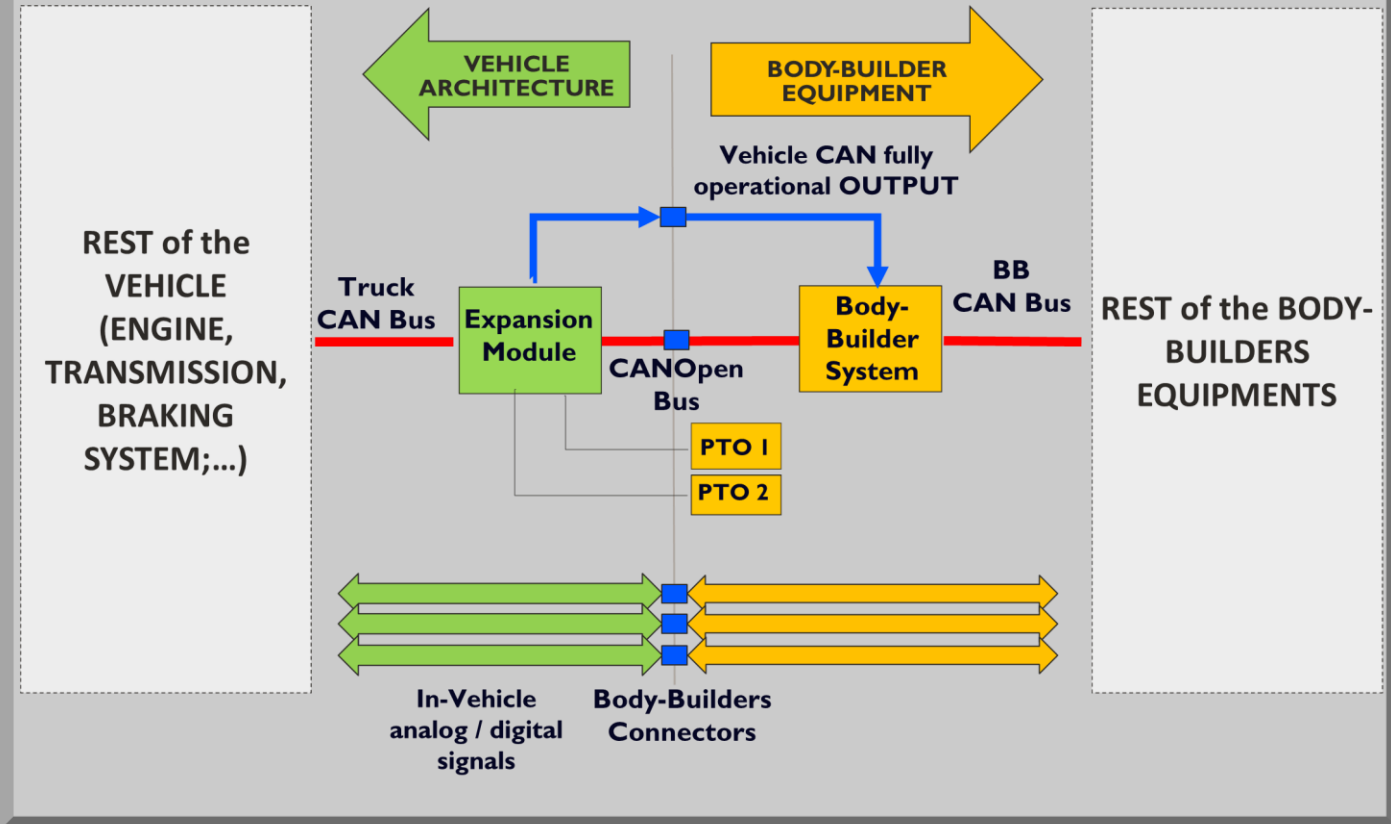 VEHICLE
ARCHITECTURE
BODY-BUILDER
EQUIPMENT
Vehicle CAN fully
operational OUTPUT
REST of the
VEHICLE
(ENGINE,
TRANSMISSION,
BRAKING
SYSTEM;...)
Truck
CAN Bus
Expansion
Module
CANOpen
Bus
Body-
Builder
System
BB
CAN Bus
REST of the BODY-
BUILDERS
EQUIPMENTS
PTO 1
PTO 2
In-Vehicle
analog / digital
signals
Body-Builders
Connectors